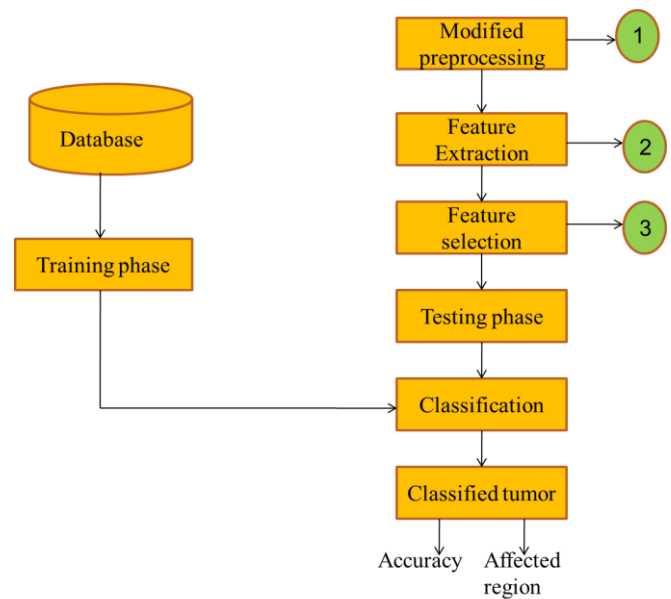 Modified
preprocessing
1
Database
Feature
Extraction
2
Training phase
Feature
selection
3
Testing phase
Classification
Classified tumor
Accuracy
Affected
region